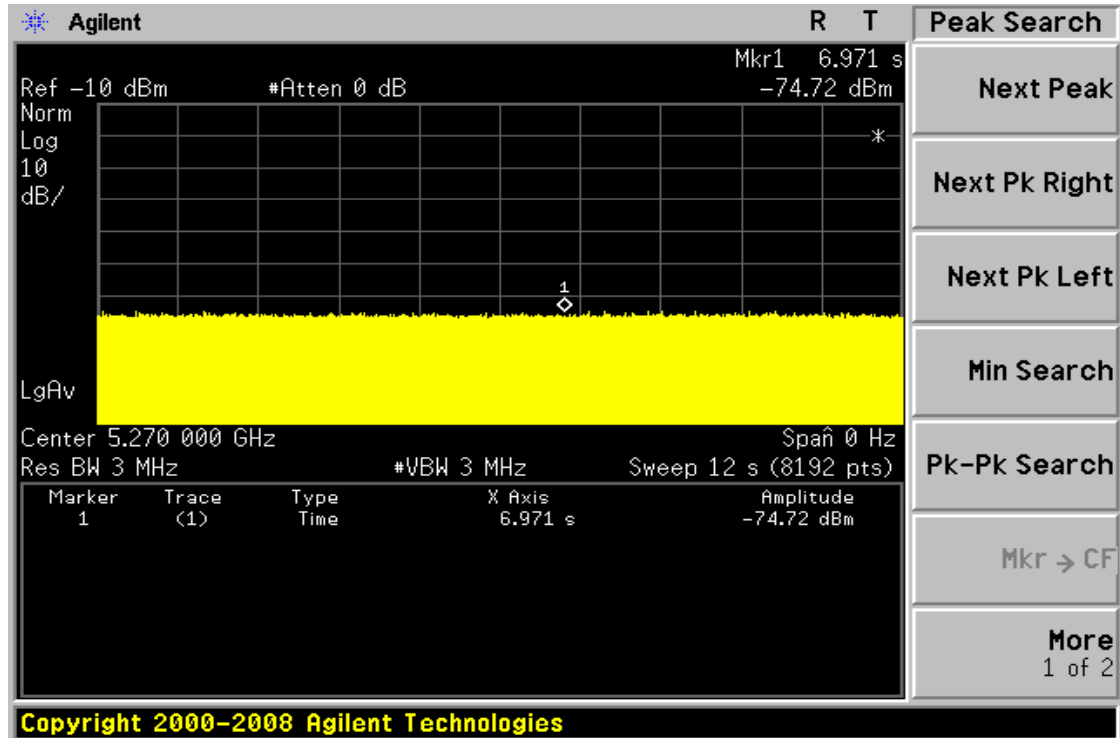 Agilent R T Peak Search
Mkr1 6.971 s
Ref -10 dBm #Atten 0 dB -74.72 dBm
Norm
Log
10
dB/
1
LgAv
Center 5.270 000 GHz Span 0 Hz
Res BW 3 MHz #VBW 3 MHz Sweep 12 s (8192 pts)
Marker Trace Type X Axis Amplitude
1 (1) Time 6.971 s -74.72 dBm
Next Peak
Next Pk Right
Next Pk Left
Min Search
Pk-Pk Search
Mkr → CF
More
1 of 2
Copyright 2000-2008 Agilent Technologies